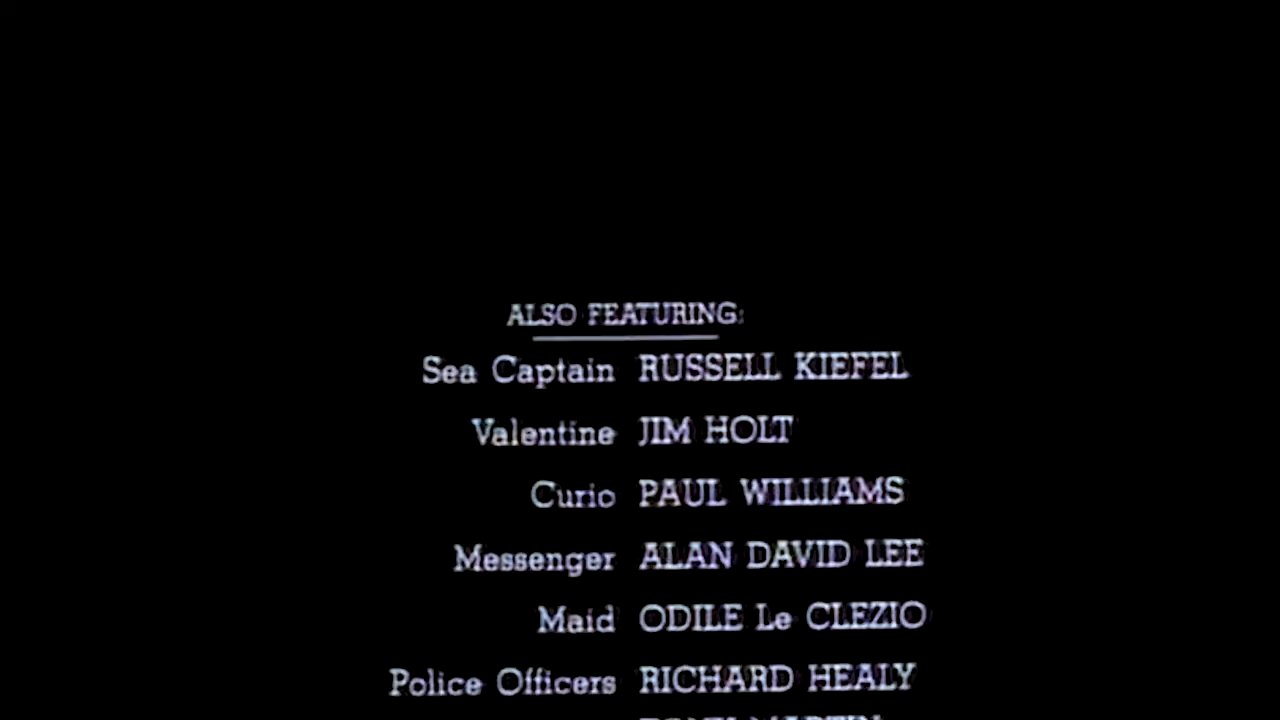 ALSO FEATURING:
Sea Captain RUSSELL KIEFEL
Valentine JIM HOLT
Curio PAUL WILLIAMS
Messenger ALAN DAVID LEE
Maid ODILE Le CLEZIO
Police Officers RICHARD HEALY
MARTIN